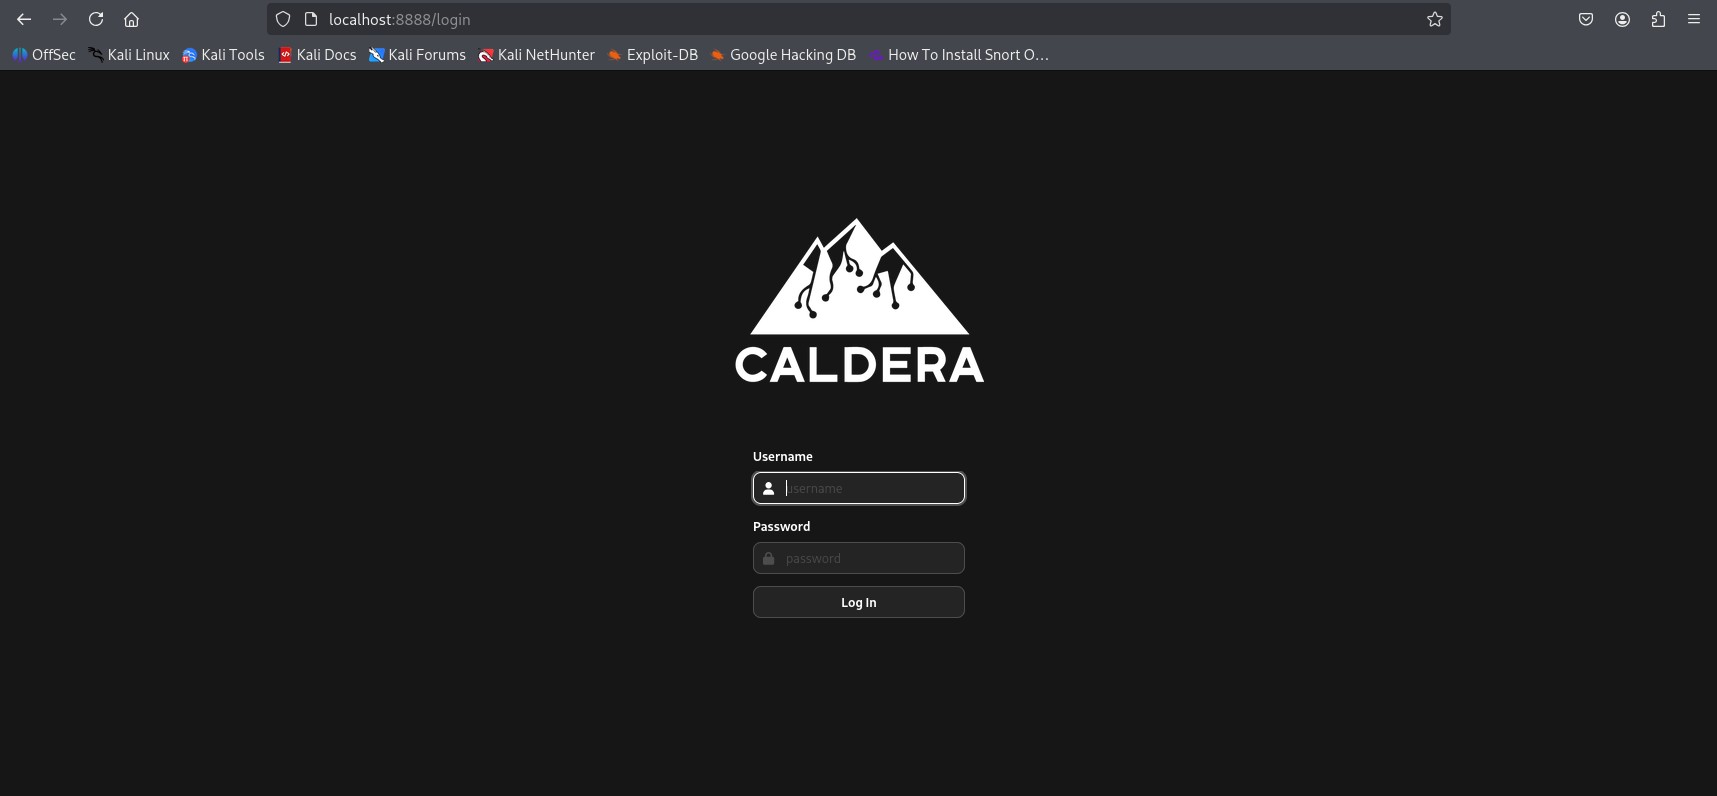 localhost:8888/login
OffSec Kali Linux Kali Tools Kali Docs Kali Forums Kali NetHunter Exploit-DB Google Hacking DB How To Install Snort O…
CALDERA
Username
username
Password
password
Log In